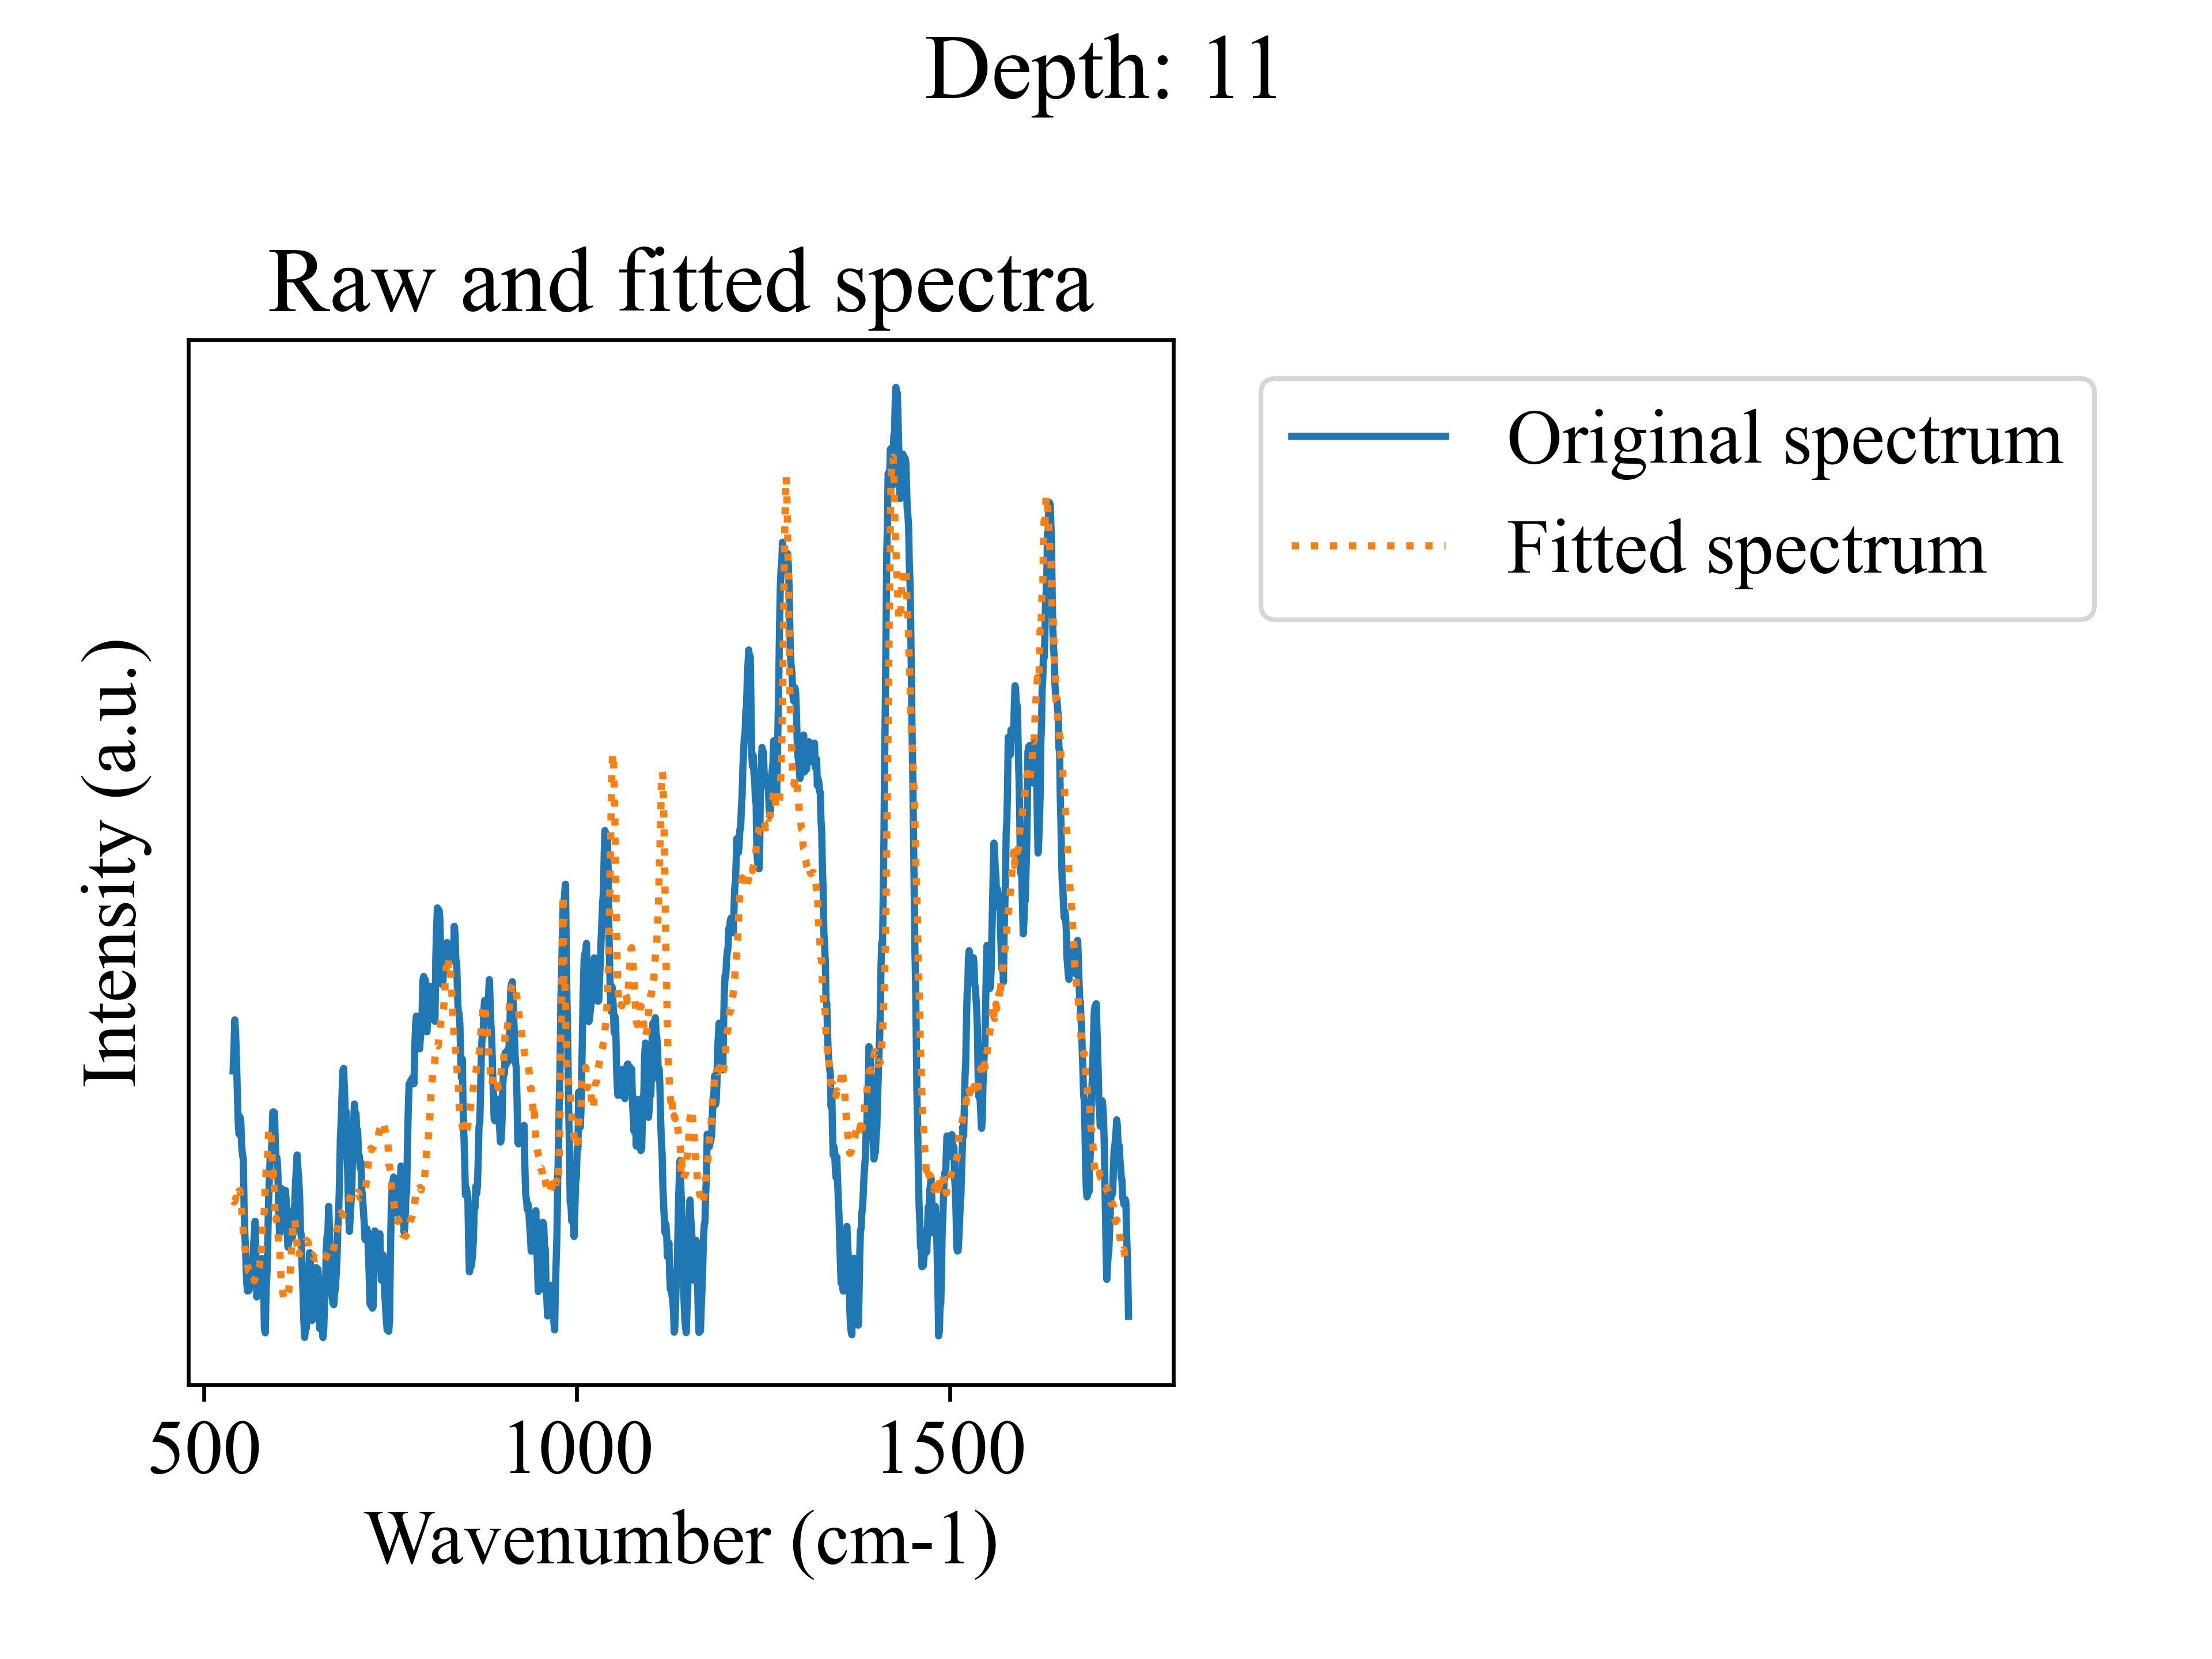 Depth: 11
Raw and fitted spectra
Original spectrum
Fitted spectrum
Intensity (a.u.)
500 1000 1500
Wavenumber (cm-1)